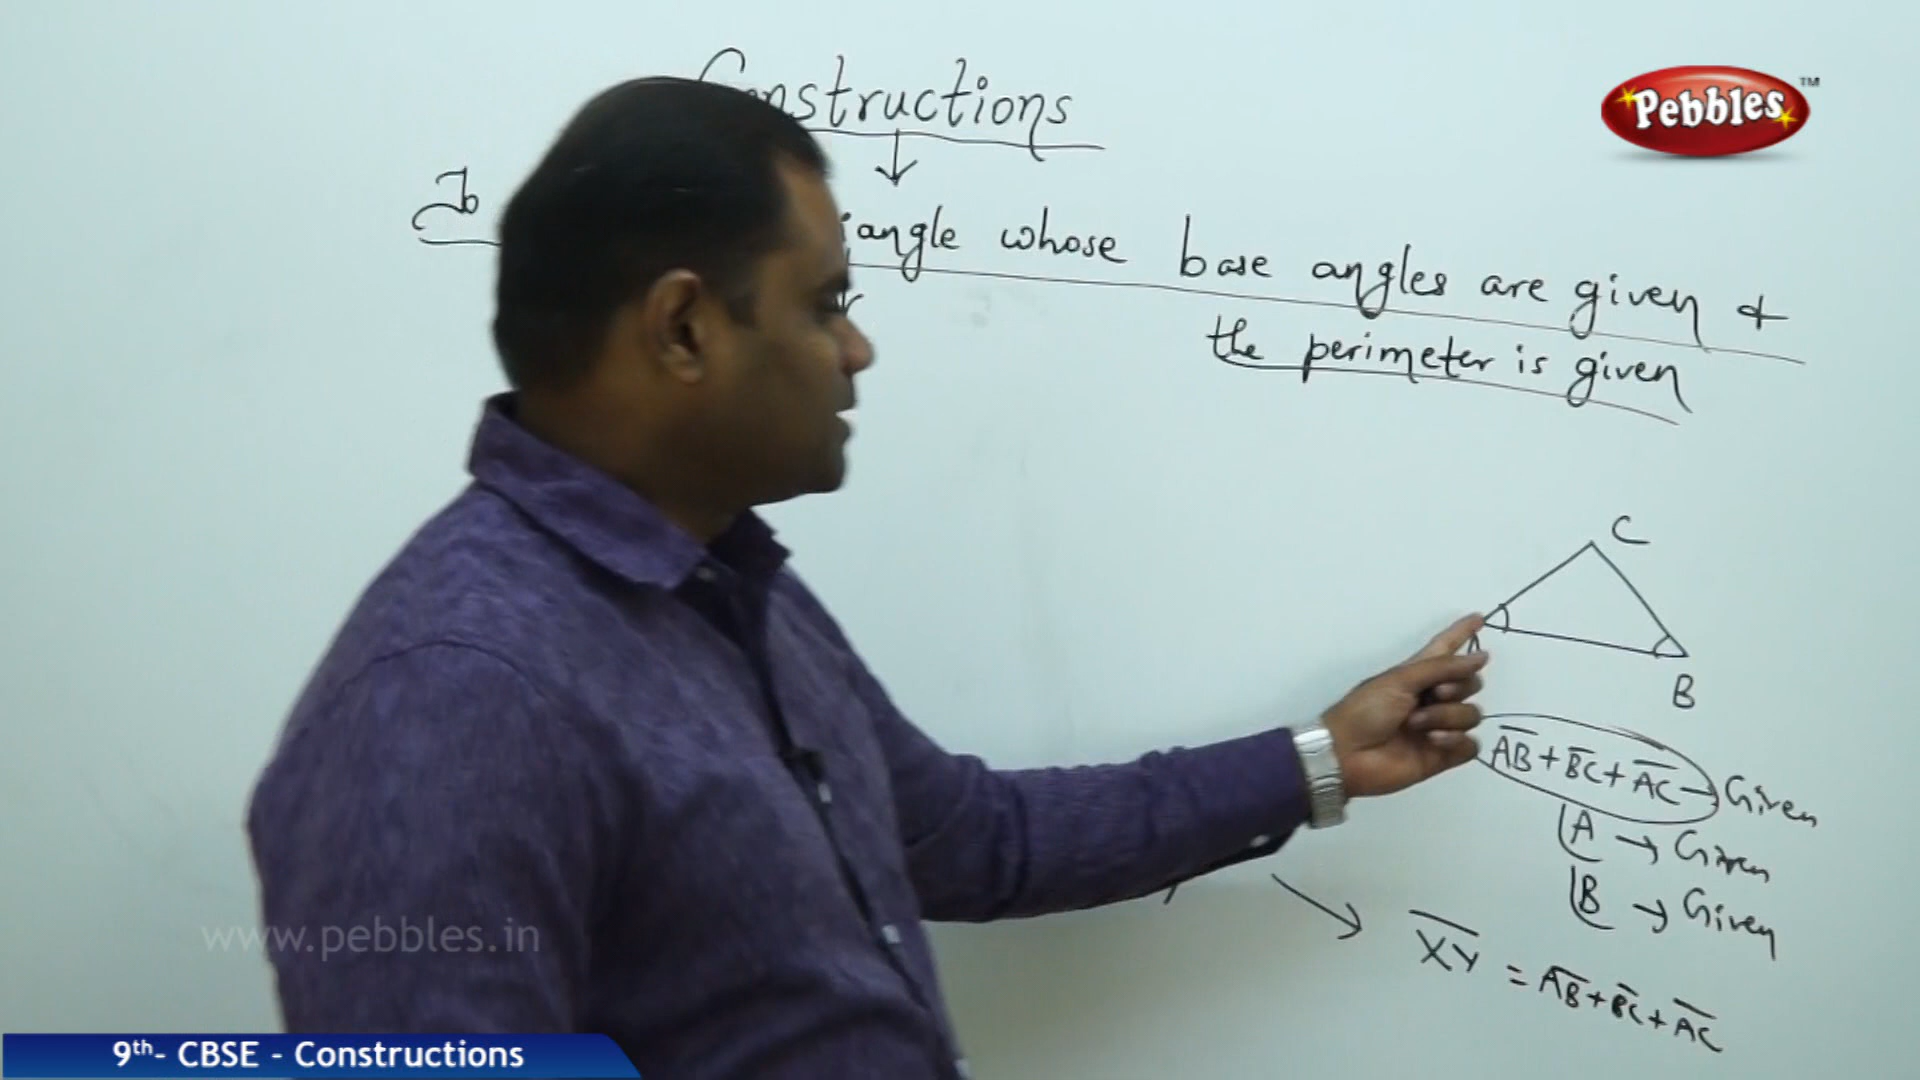 Constructions
To
iangle whose base angles are given &
the perimeter is given
C
A
B
AB + BC + AC → Given
A → Given
B → Given
XY = AB + BC + AC
Pebbles™
www.pebbles.in
9th- CBSE - Constructions